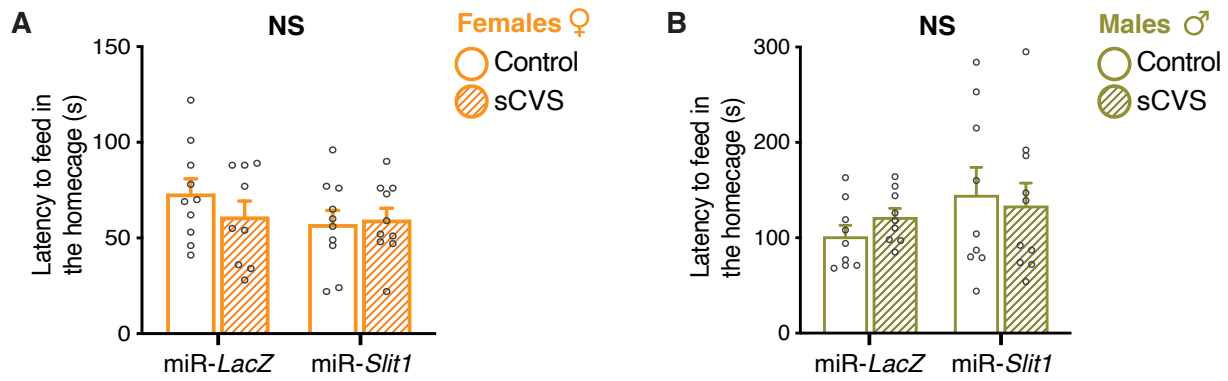 A
NS
Females ♀
Control
sCVS
Latency to feed in
the homecage (s)
150
100
50
0
miR-LacZ
miR-Slit1
B
NS
Males ♂
Control
sCVS
Latency to feed in
the homecage (s)
300
200
100
0
miR-LacZ
miR-Slit1